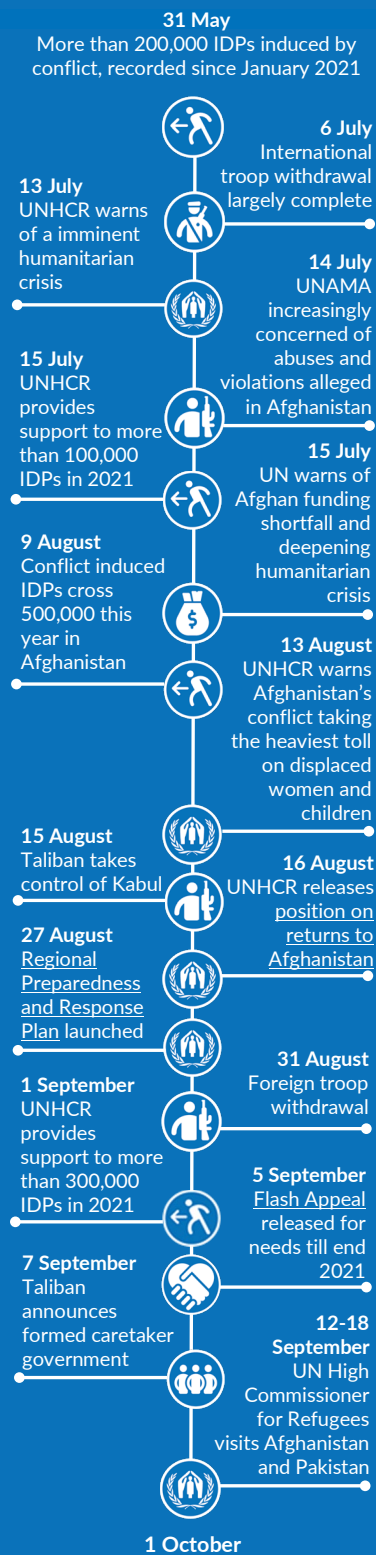 31 May
More than 200,000 IDPs induced by
conflict, recorded since January 2021
6 July
International
troop withdrawal
largely complete
13 July
UNHCR warns
of a imminent
humanitarian
crisis
14 July
UNAMA
increasingly
concerned of
abuses and
violations alleged
in Afghanistan
15 July
UNHCR
provides
support to more
than 100,000
IDPs in 2021
15 July
UN warns of
Afghan funding
shortfall and
deepening
humanitarian
crisis
9 August
Conflict induced
IDPs cross
500,000 this
year in
Afghanistan
$
13 August
UNHCR warns
Afghanistan’s
conflict taking
the heaviest toll
on displaced
women and
children
15 August
Taliban takes
control of Kabul
16 August
UNHCR releases
position on
returns to
Afghanistan
27 August
Regional
Preparedness
and Response
Plan launched
31 August
Foreign troop
withdrawal
1 September
UNHCR
provides
support to more
than 300,000
IDPs in 2021
5 September
Flash Appeal
released for
needs till end
2021
7 September
Taliban
announces
formed caretaker
government
12-18
September
UN High
Commissioner
for Refugees
visits Afghanistan
and Pakistan
1 October